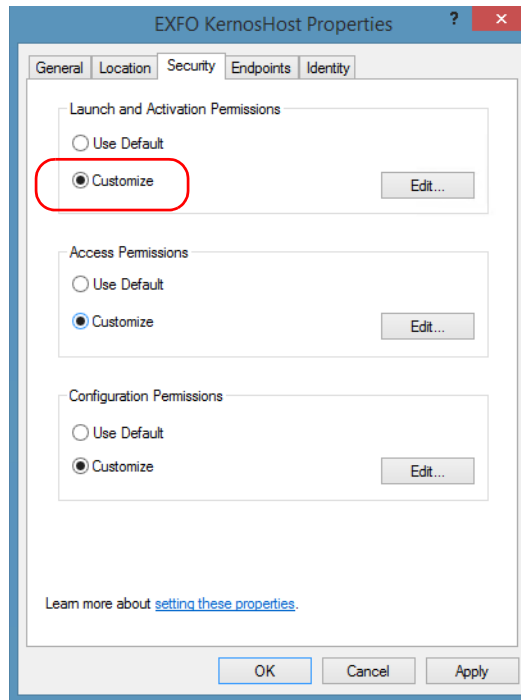 EXFO KernosHost Properties
? ×
General Location Security Endpoints Identity
Launch and Activation Permissions
Use Default
Customize
Edit...
Access Permissions
Use Default
Customize
Edit...
Configuration Permissions
Use Default
Customize
Edit...
Learn more about setting these properties.
OK Cancel Apply